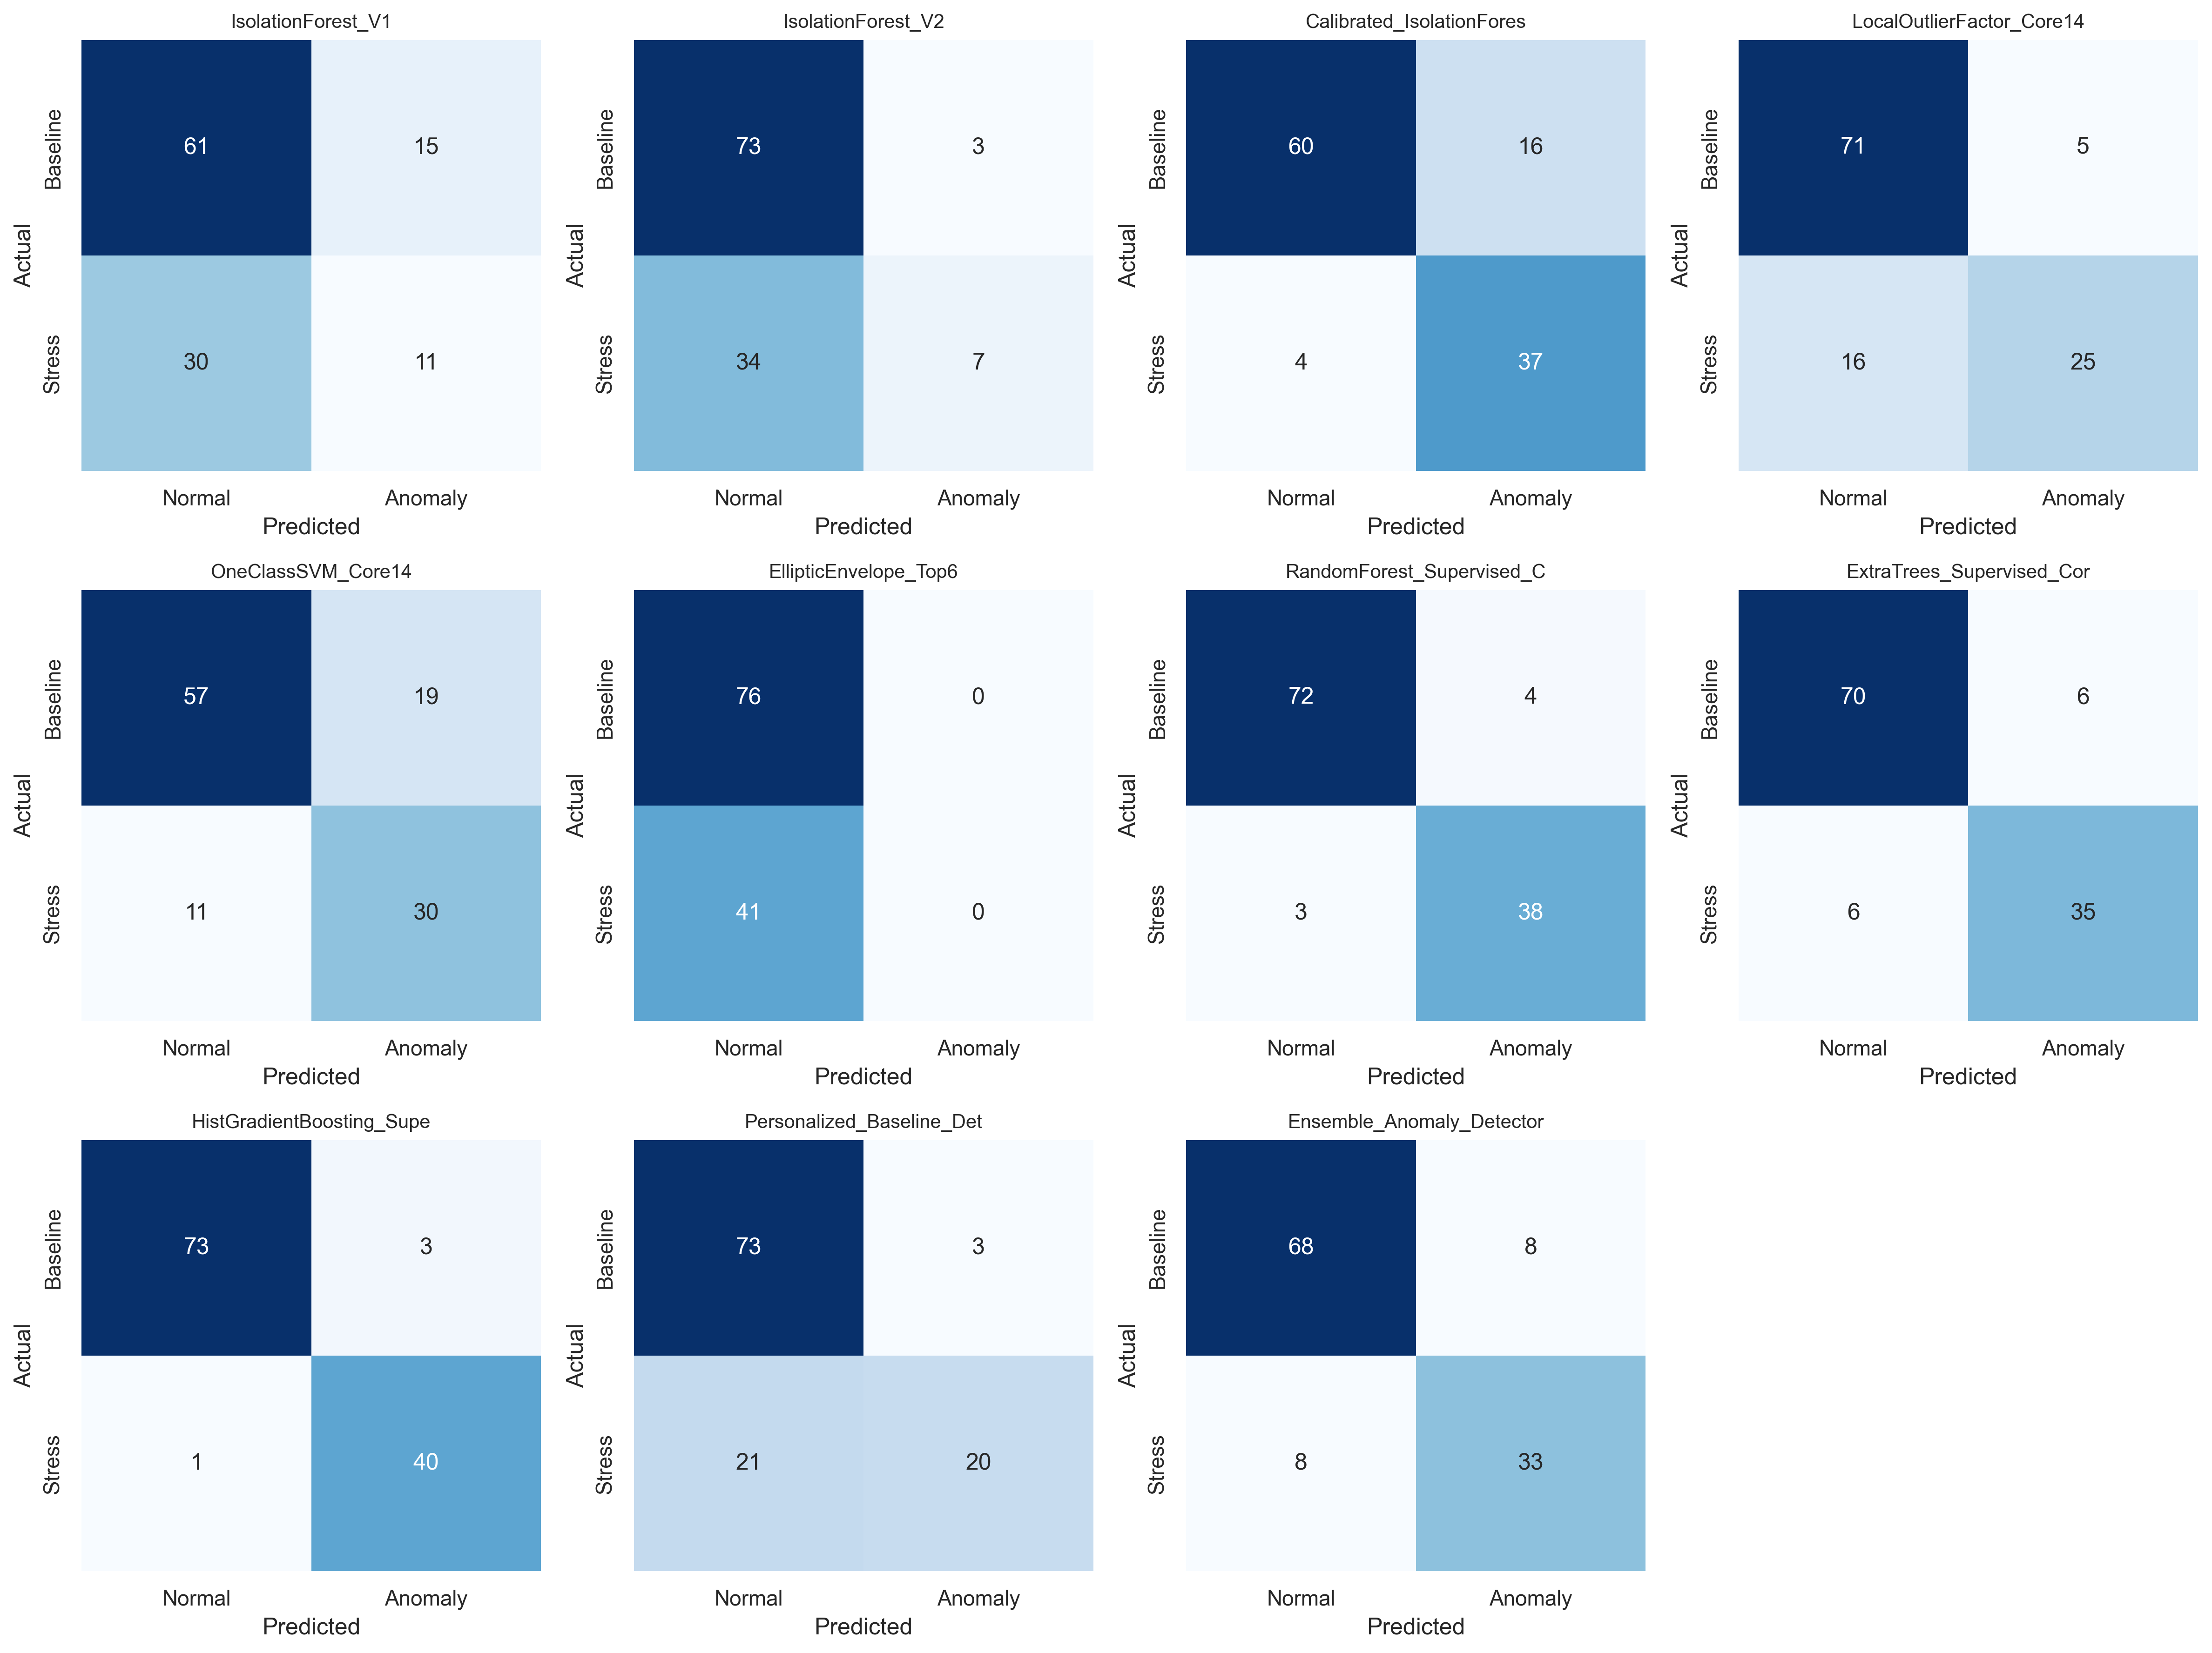 IsolationForest_V1
Baseline
61
15
Actual
Stress
30
11
Normal
Anomaly
Predicted
IsolationForest_V2
Baseline
73
3
Actual
Stress
34
7
Normal
Anomaly
Predicted
Calibrated_IsolationFores
Baseline
60
16
Actual
Stress
4
37
Normal
Anomaly
Predicted
LocalOutlierFactor_Core14
Baseline
71
5
Actual
Stress
16
25
Normal
Anomaly
Predicted
OneClassSVM_Core14
Baseline
57
19
Actual
Stress
11
30
Normal
Anomaly
Predicted
EllipticEnvelope_Top6
Baseline
76
0
Actual
Stress
41
0
Normal
Anomaly
Predicted
RandomForest_Supervised_C
Baseline
72
4
Actual
Stress
3
38
Normal
Anomaly
Predicted
ExtraTrees_Supervised_Cor
Baseline
70
6
Actual
Stress
6
35
Normal
Anomaly
Predicted
HistGradientBoosting_Supe
Baseline
73
3
Actual
Stress
1
40
Normal
Anomaly
Predicted
Personalized_Baseline_Det
Baseline
73
3
Actual
Stress
21
20
Normal
Anomaly
Predicted
Ensemble_Anomaly_Detector
Baseline
68
8
Actual
Stress
8
33
Normal
Anomaly
Predicted